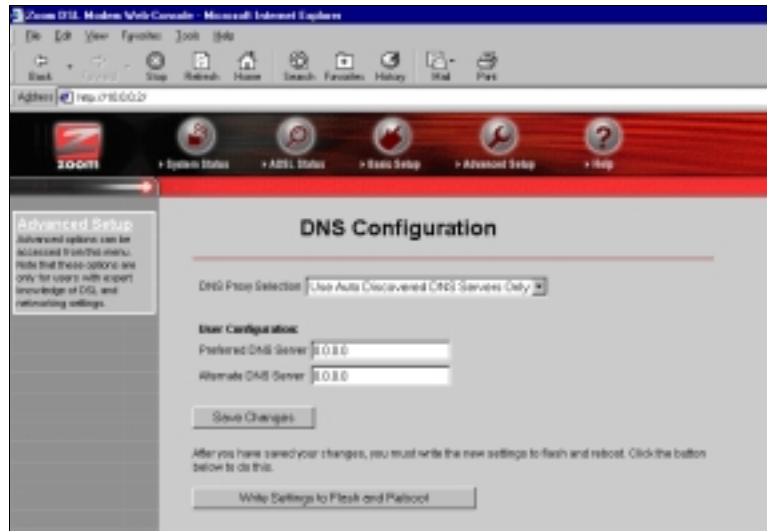 Zoom DSL Modem Web Console - Microsoft Internet Explorer
File Edit View Favorites Tools Help
Back Forward Stop Refresh Home Search Favorites History Mail Print
Address http://10.0.0.2/
ZOOM
System Status
ADSL Status
Basic Setup
Advanced Setup
Help
Advanced Setup
Advanced options can be
accessed from this menu.
Note that these options are
only for users with expert
knowledge of DSL and
networking settings.
DNS Configuration
DNS Proxy Selection Use Auto Discovered DNS Servers Only
User Configuration:
Preferred DNS Server 0.0.0.0
Alternate DNS Server 0.0.0.0
Save Changes
After you have saved your changes, you must write the new settings to flash and reboot. Click the button
below to do this.
Write Settings to Flash and Reboot